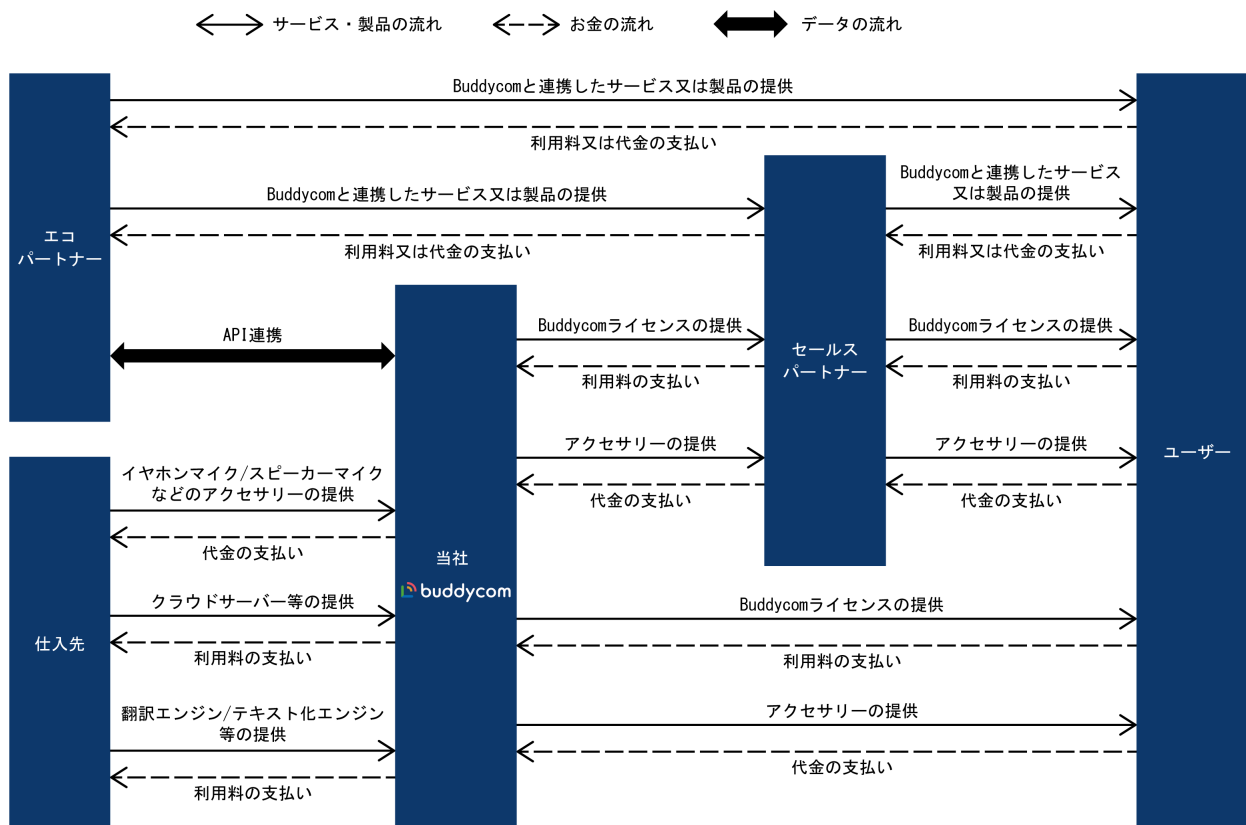 サービス・製品の流れ
お金の流れ
データの流れ
Buddycomと連携したサービス又は製品の提供
利用料又は代金の支払い
Buddycomと連携したサービス又は製品の提供
利用料又は代金の支払い
Buddycomと連携したサービス
又は製品の提供
利用料又は代金の支払い
エコ
パートナー
API連携
Buddycomライセンスの提供
利用料の支払い
セールス
パートナー
Buddycomライセンスの提供
利用料の支払い
アクセサリーの提供
代金の支払い
アクセサリーの提供
代金の支払い
ユーザー
イヤホンマイク/スピーカーマイク
などのアクセサリーの提供
代金の支払い
当社
buddycom
クラウドサーバー等の提供
利用料の支払い
仕入先
翻訳エンジン/テキスト化エンジン
等の提供
利用料の支払い
Buddycomライセンスの提供
利用料の支払い
アクセサリーの提供
代金の支払い